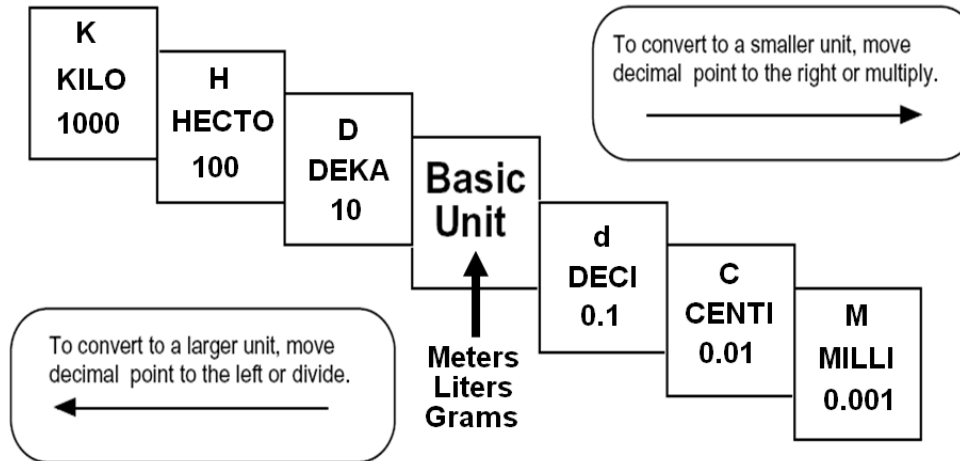 K
KILO
1000
H
HECTO
100
D
DEKA
10
Basic
Unit
Meters
Liters
Grams
d
DECI
0.1
C
CENTI
0.01
M
MILLI
0.001
To convert to a smaller unit, move
decimal point to the right or multiply.
To convert to a larger unit, move
decimal point to the left or divide.